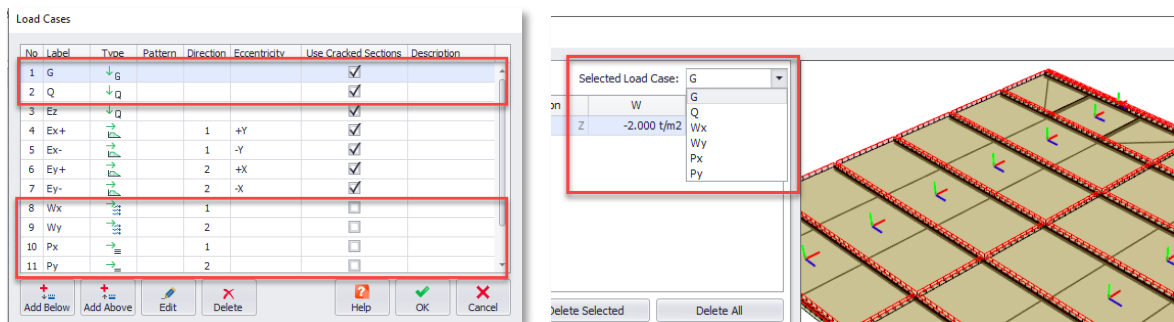 Load Cases
No Label Type Pattern Direction Eccentricity Use Cracked Sections Description
1 G G
2 Q Q
3 Ez Q
4 Ex+ 1 +Y
5 Ex- 1 -Y
6 Ey+ 2 +X
7 Ey- 2 -X
8 Wx 1
9 Wy 2
10 Px 1
11 Py 2
Add Below Add Above Edit Delete Help OK Cancel
Selected Load Case: G
on W
Z -2.000 t/m2
G
Q
Wx
Wy
Px
Py
Delete Selected Delete All